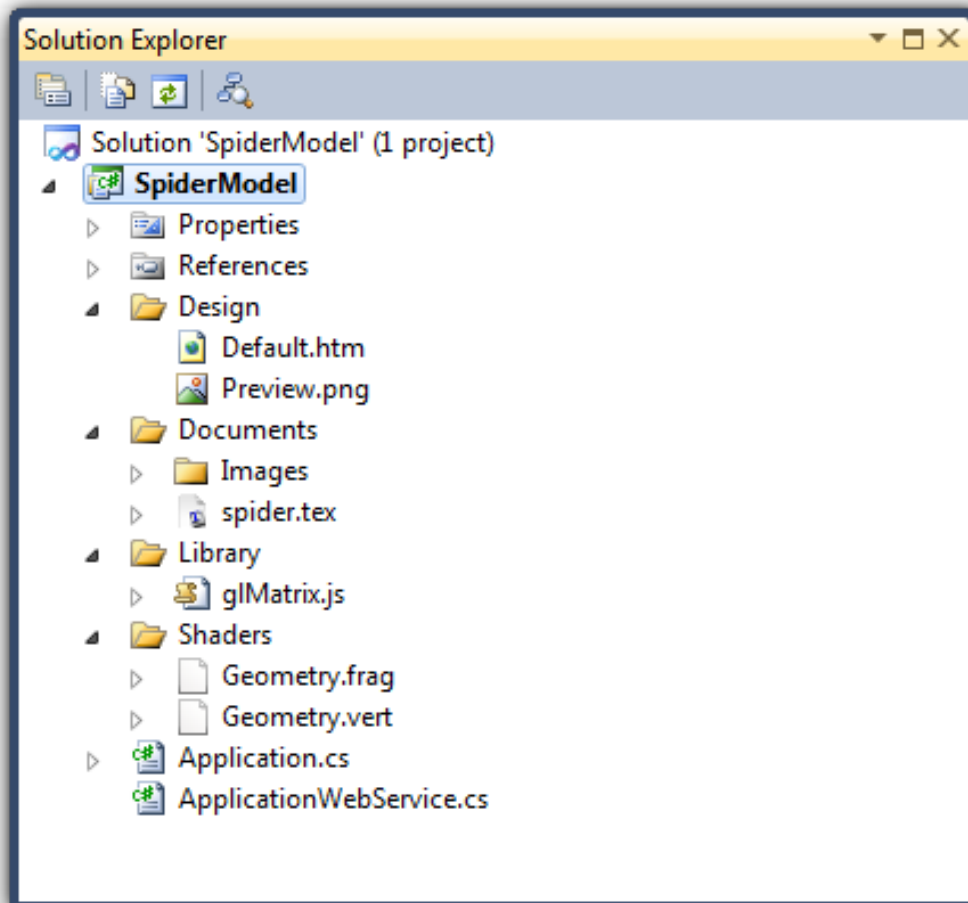 Solution Explorer
Solution 'SpiderModel' (1 project)
SpiderModel
Properties
References
Design
Default.htm
Preview.png
Documents
Images
spider.tex
Library
glMatrix.js
Shaders
Geometry.frag
Geometry.vert
Application.cs
ApplicationWebService.cs